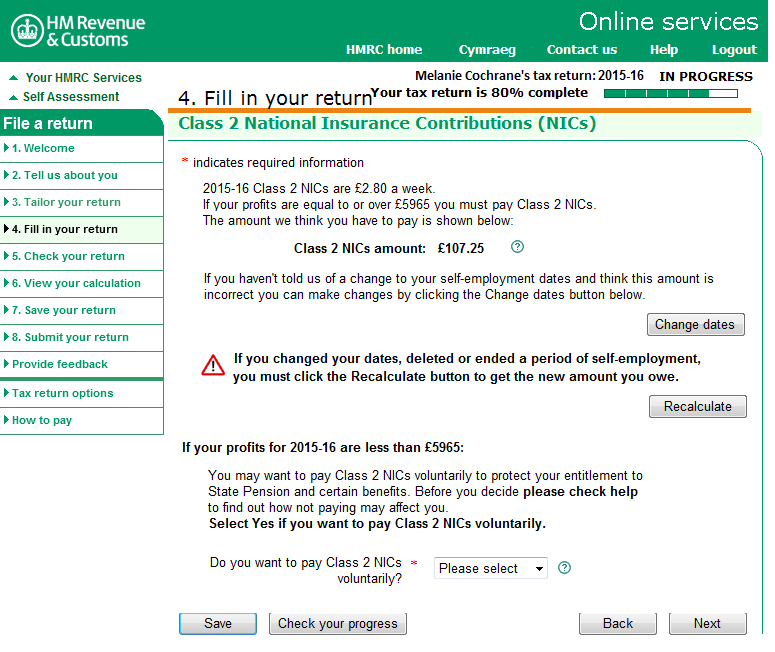 HM Revenue
& Customs
Online services
HMRC home Cymraeg Contact us Help Logout
Your HMRC Services
Self Assessment
Melanie Cochrane's tax return: 2015-16 IN PROGRESS
4. Fill in your return
Your tax return is 80% complete
File a return
1. Welcome
2. Tell us about you
3. Tailor your return
4. Fill in your return
5. Check your return
6. View your calculation
7. Save your return
8. Submit your return
Provide feedback
Tax return options
How to pay
Class 2 National Insurance Contributions (NICs)
* indicates required information
2015-16 Class 2 NICs are £2.80 a week.
If your profits are equal to or over £5965 you must pay Class 2 NICs.
The amount we think you have to pay is shown below:
Class 2 NICs amount: £107.25 ?
If you haven't told us of a change to your self-employment dates and think this amount is
incorrect you can make changes by clicking the Change dates button below.
Change dates
If you changed your dates, deleted or ended a period of self-employment,
you must click the Recalculate button to get the new amount you owe.
Recalculate
If your profits for 2015-16 are less than £5965:
You may want to pay Class 2 NICs voluntarily to protect your entitlement to
State Pension and certain benefits. Before you decide please check help
to find out how not paying may affect you.
Select Yes if you want to pay Class 2 NICs voluntarily.
Do you want to pay Class 2 NICs * Please select ?
voluntarily?
Save Check your progress Back Next